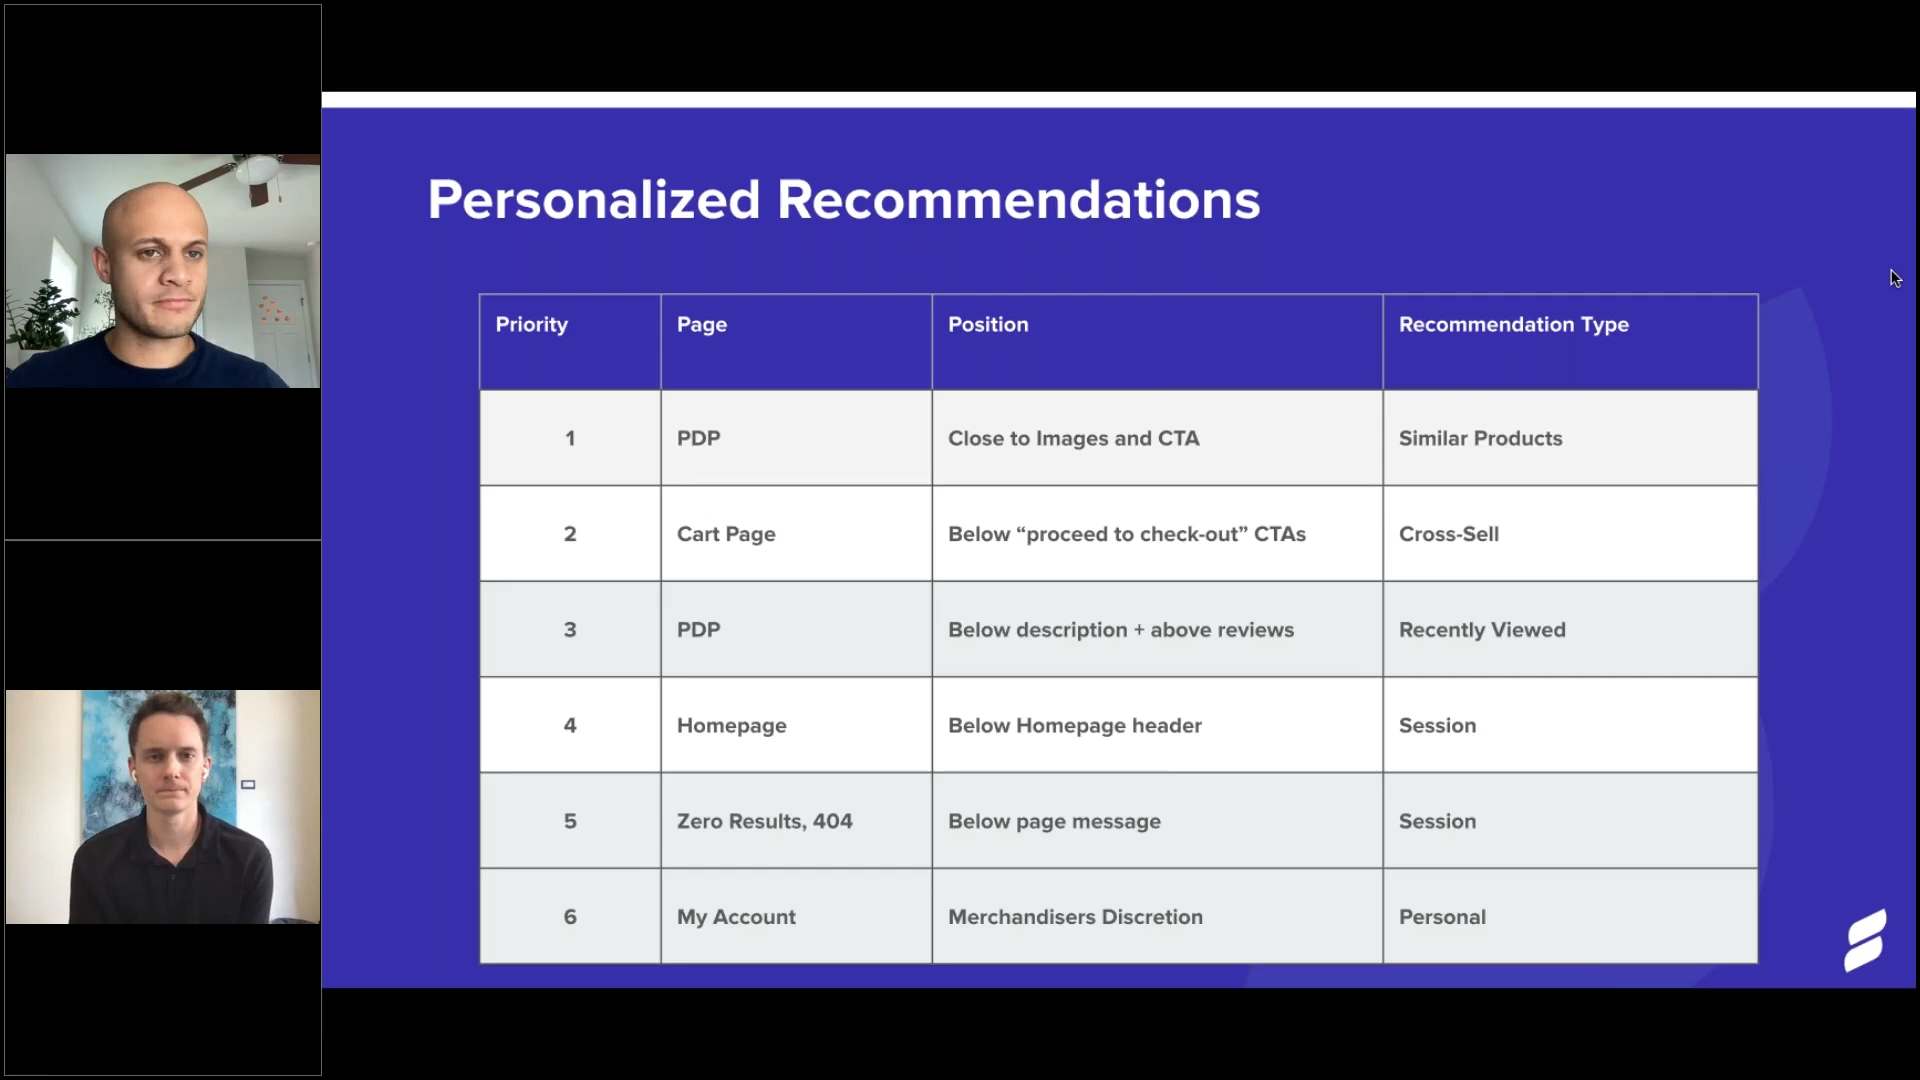 Personalized Recommendations
Priority Page Position Recommendation Type
1 PDP Close to Images and CTA Similar Products
2 Cart Page Below “proceed to check-out” CTAs Cross-Sell
3 PDP Below description + above reviews Recently Viewed
4 Homepage Below Homepage header Session
5 Zero Results, 404 Below page message Session
6 My Account Merchandisers Discretion Personal